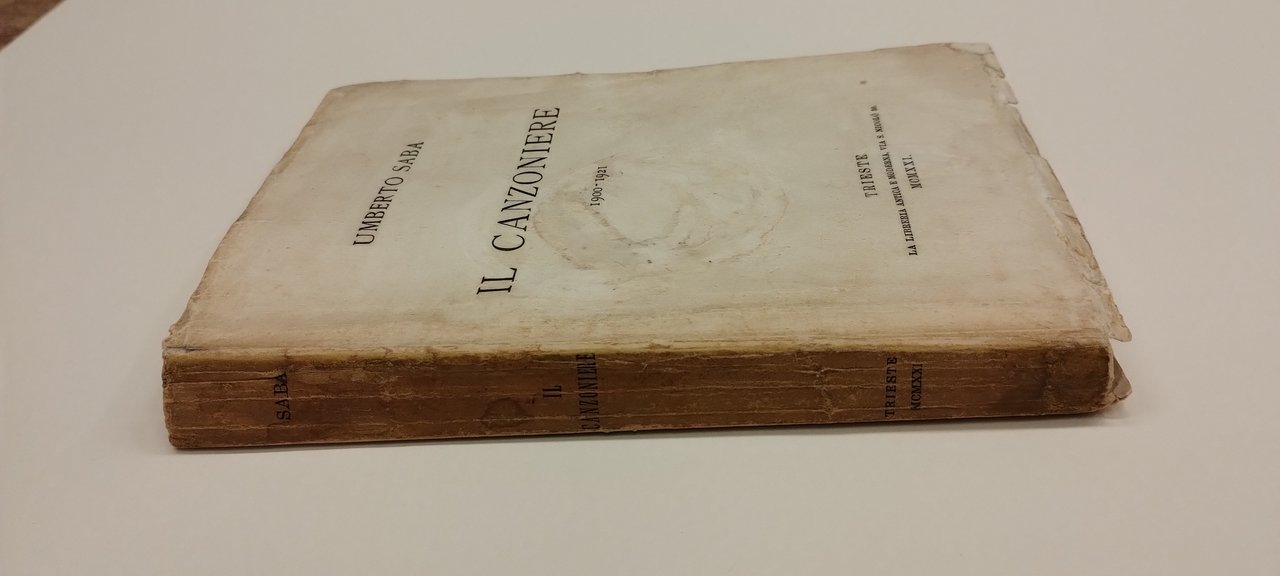 UMBERTO SABA
IL CANZONIERE
1900-1921
TRIESTE
LA LIBRERIA ANTICA E MODERNA, VIA S. NICOLÒ 30.
MCMXXI.
SABA
IL
CANZONIERE
TRIESTE
MCMXXI